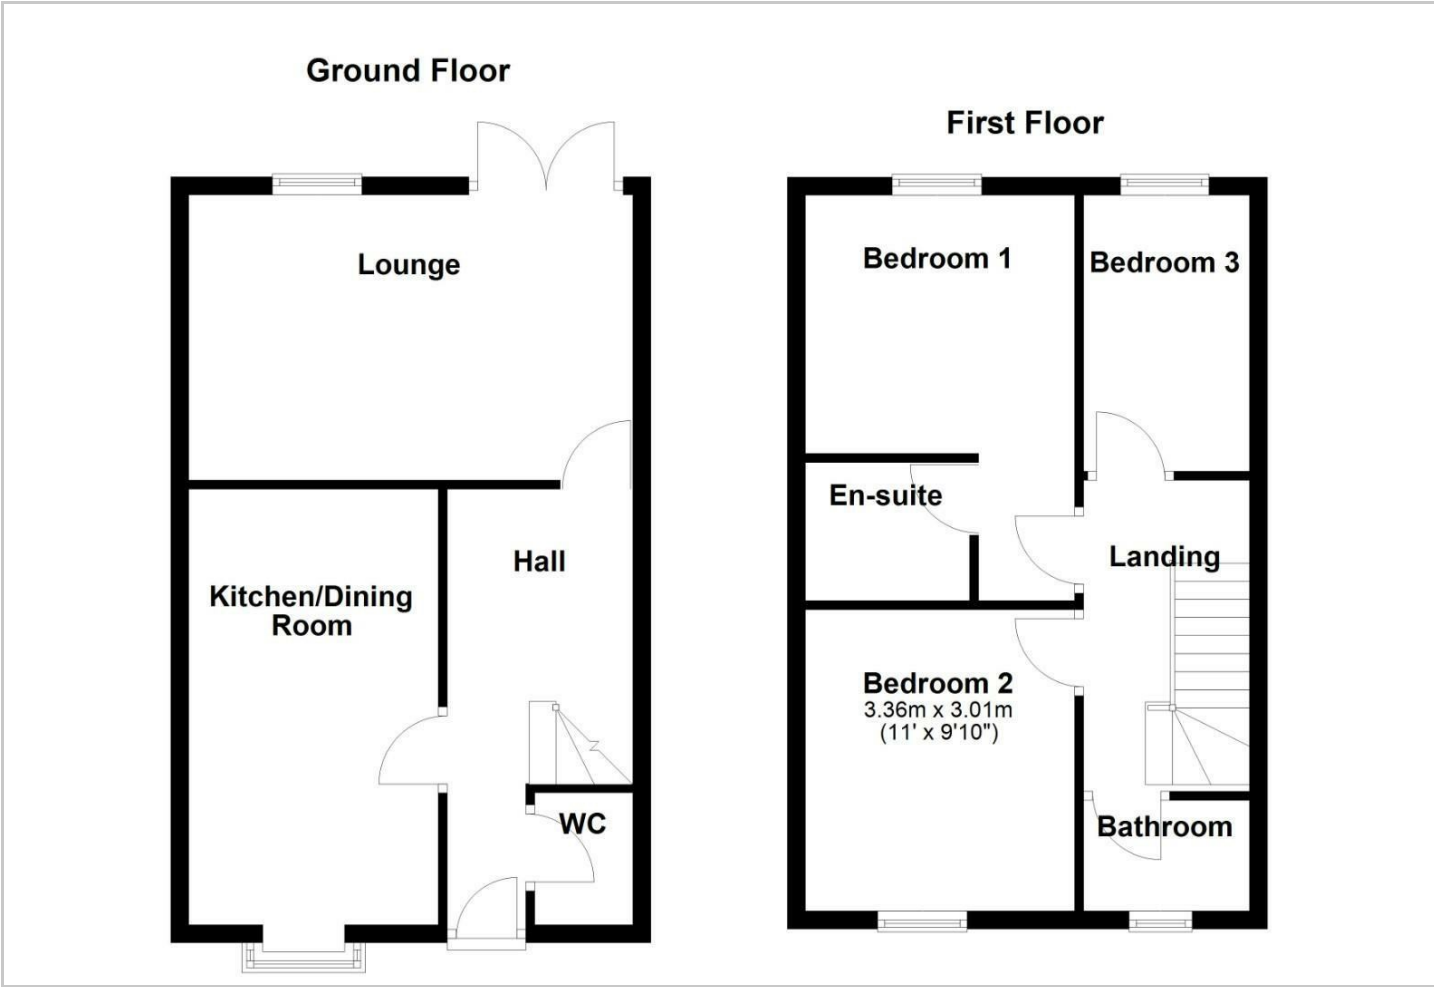 Ground Floor
Lounge
Kitchen/Dining
Room
Hall
WC
First Floor
Bedroom 1
Bedroom 3
En-suite
Landing
Bedroom 2
3.36m x 3.01m
(11' x 9'10")
Bathroom